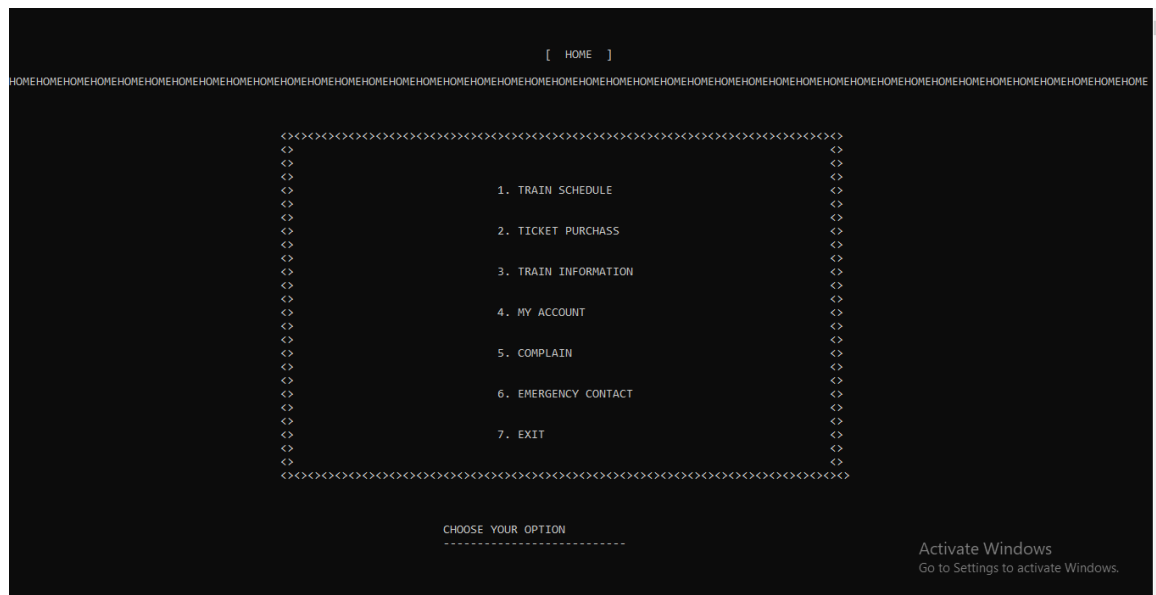 [  HOME  ]
HOMEHOMEHOMEHOMEHOMEHOMEHOMEHOMEHOMEHOMEHOMEHOMEHOMEHOMEHOMEHOMEHOMEHOMEHOMEHOMEHOMEHOMEHOMEHOMEHOMEHOMEHOMEHOMEHOMEHOMEHOMEHOMEHOMEHOMEHOMEHOMEHOMEHOMEHOMEHOMEHOMEHOME
1. TRAIN SCHEDULE
2. TICKET PURCHASS
3. TRAIN INFORMATION
4. MY ACCOUNT
5. COMPLAIN
6. EMERGENCY CONTACT
7. EXIT
CHOOSE YOUR OPTION
---------------------------
Activate Windows
Go to Settings to activate Windows.